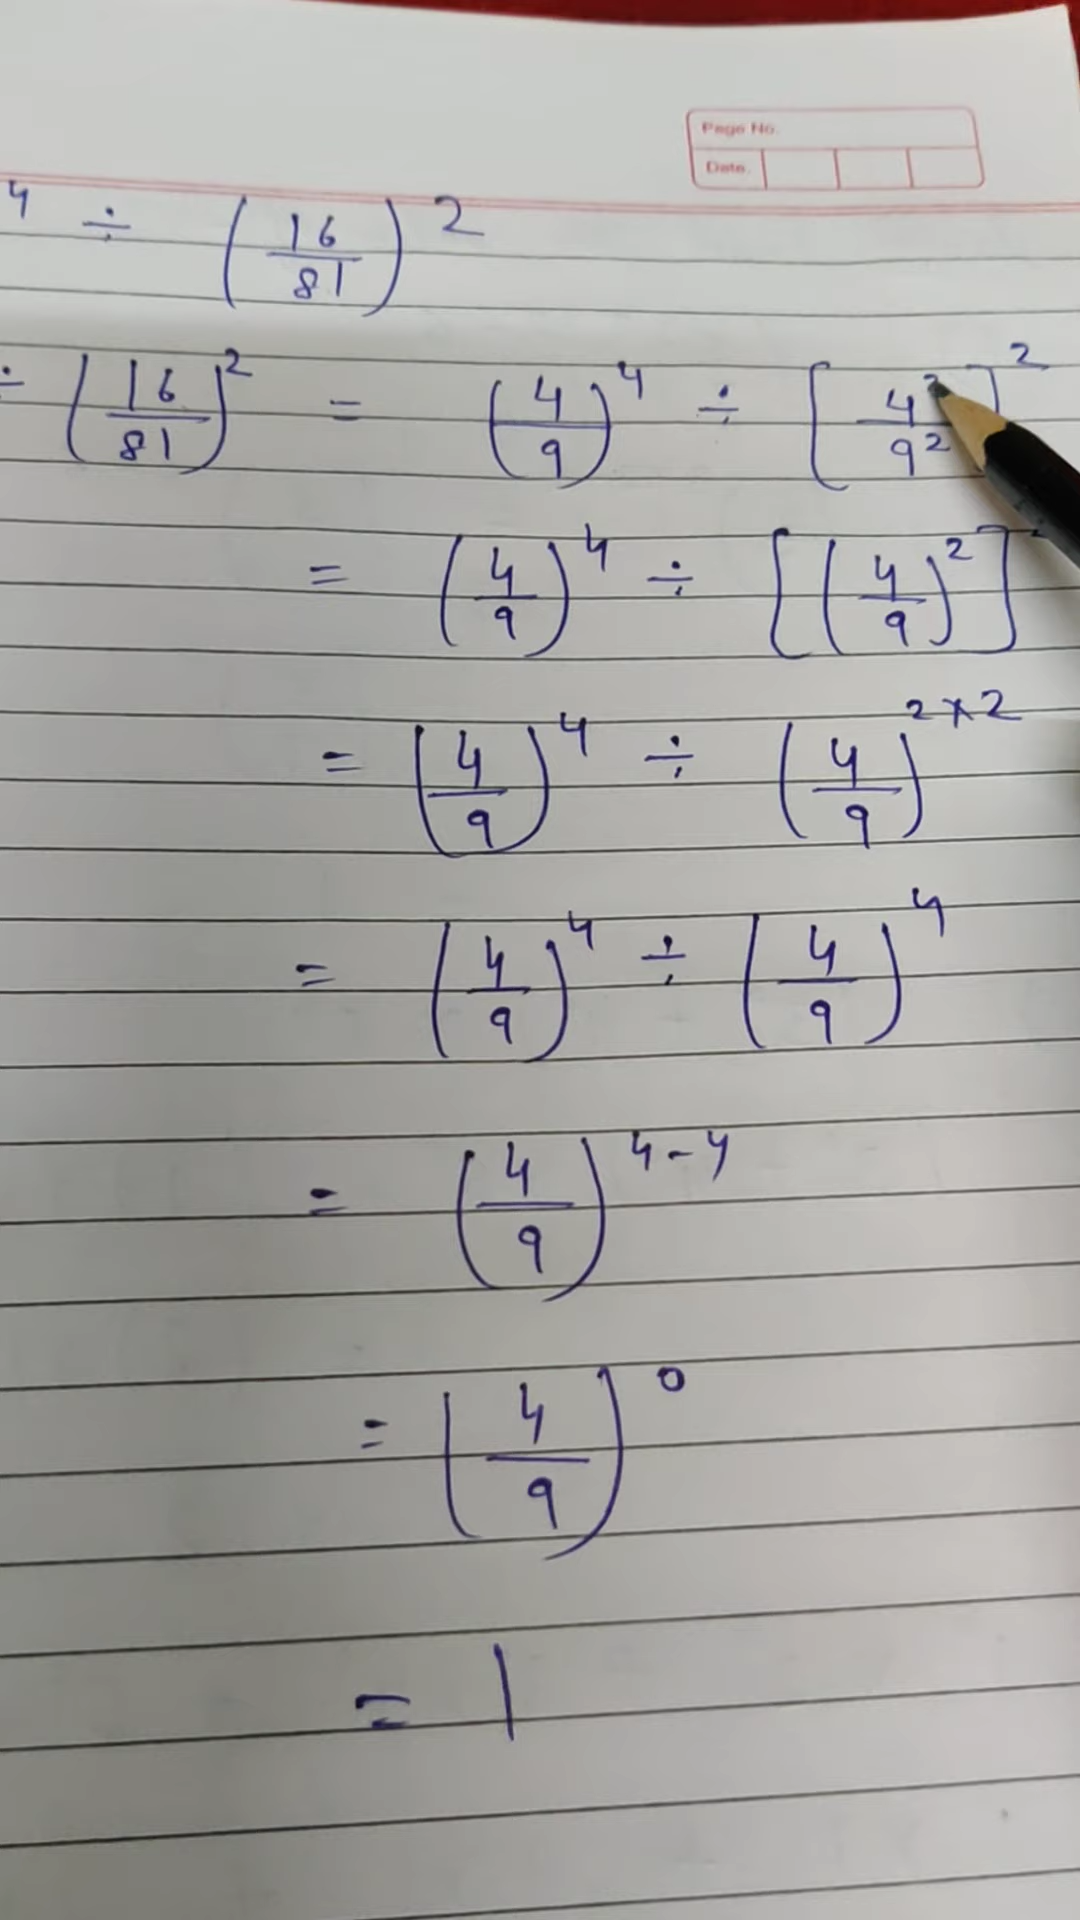 Page No.
Date.
4 ÷ (16/81)^2
÷ (16/81)^2 = (4/9)^4 ÷ [4^2/9^2]^2
= (4/9)^4 ÷ [(4/9)^2]
= (4/9)^4 ÷ (4/9)^2×2
= (4/9)^4 ÷ (4/9)^4
= (4/9)^4-4
= (4/9)^0
= 1